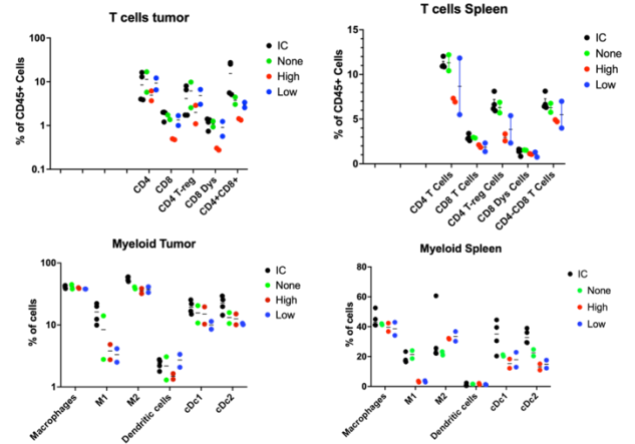 T cells tumor
% of CD45+ Cells
100
10
1
0.1
CD4
CD8
CD4 T-reg
CD8 Dys
CD4+CD8+
IC
None
High
Low
T cells Spleen
% of CD45+ Cells
15
10
5
0
CD4 T Cells
CD8 T Cells
CD4 T-reg Cells
CD8 Dys Cells
CD4-CD8 T Cells
IC
None
High
Low
Myeloid Tumor
% of cells
100
10
1
Macrophages
M1
M2
Dendritic cells
cDc1
cDc2
IC
None
High
Low
Myeloid Spleen
% of cells
80
60
40
20
0
Macrophages
M1
M2
Dendritic cells
cDc1
cDc2
IC
None
High
Low